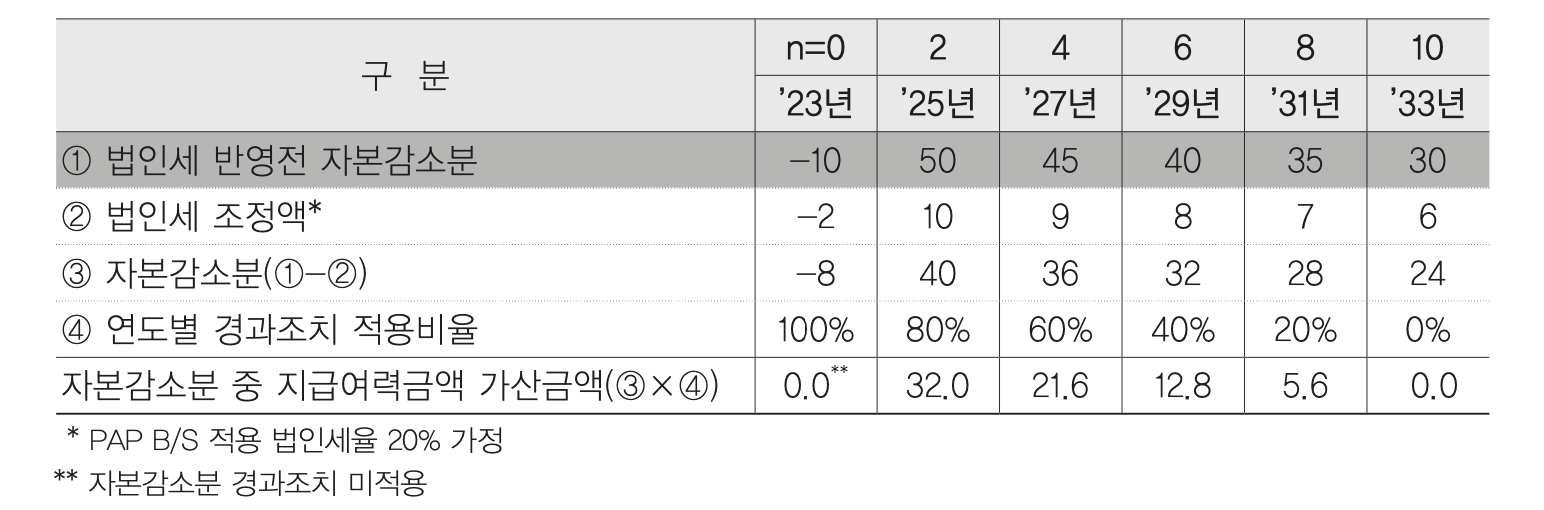 구 분 n=0 2 4 6 8 10
’23년 ’25년 ’27년 ’29년 ’31년 ’33년
① 법인세 반영전 자본감소분 −10 50 45 40 35 30
② 법인세 조정액* −2 10 9 8 7 6
③ 자본감소분(①−②) −8 40 36 32 28 24
④ 연도별 경과조치 적용비율 100% 80% 60% 40% 20% 0%
자본감소분 중 지급여력금액 가산금액(③×④) 0.0** 32.0 21.6 12.8 5.6 0.0
* PAP B/S 적용 법인세율 20% 가정
** 자본감소분 경과조치 미적용